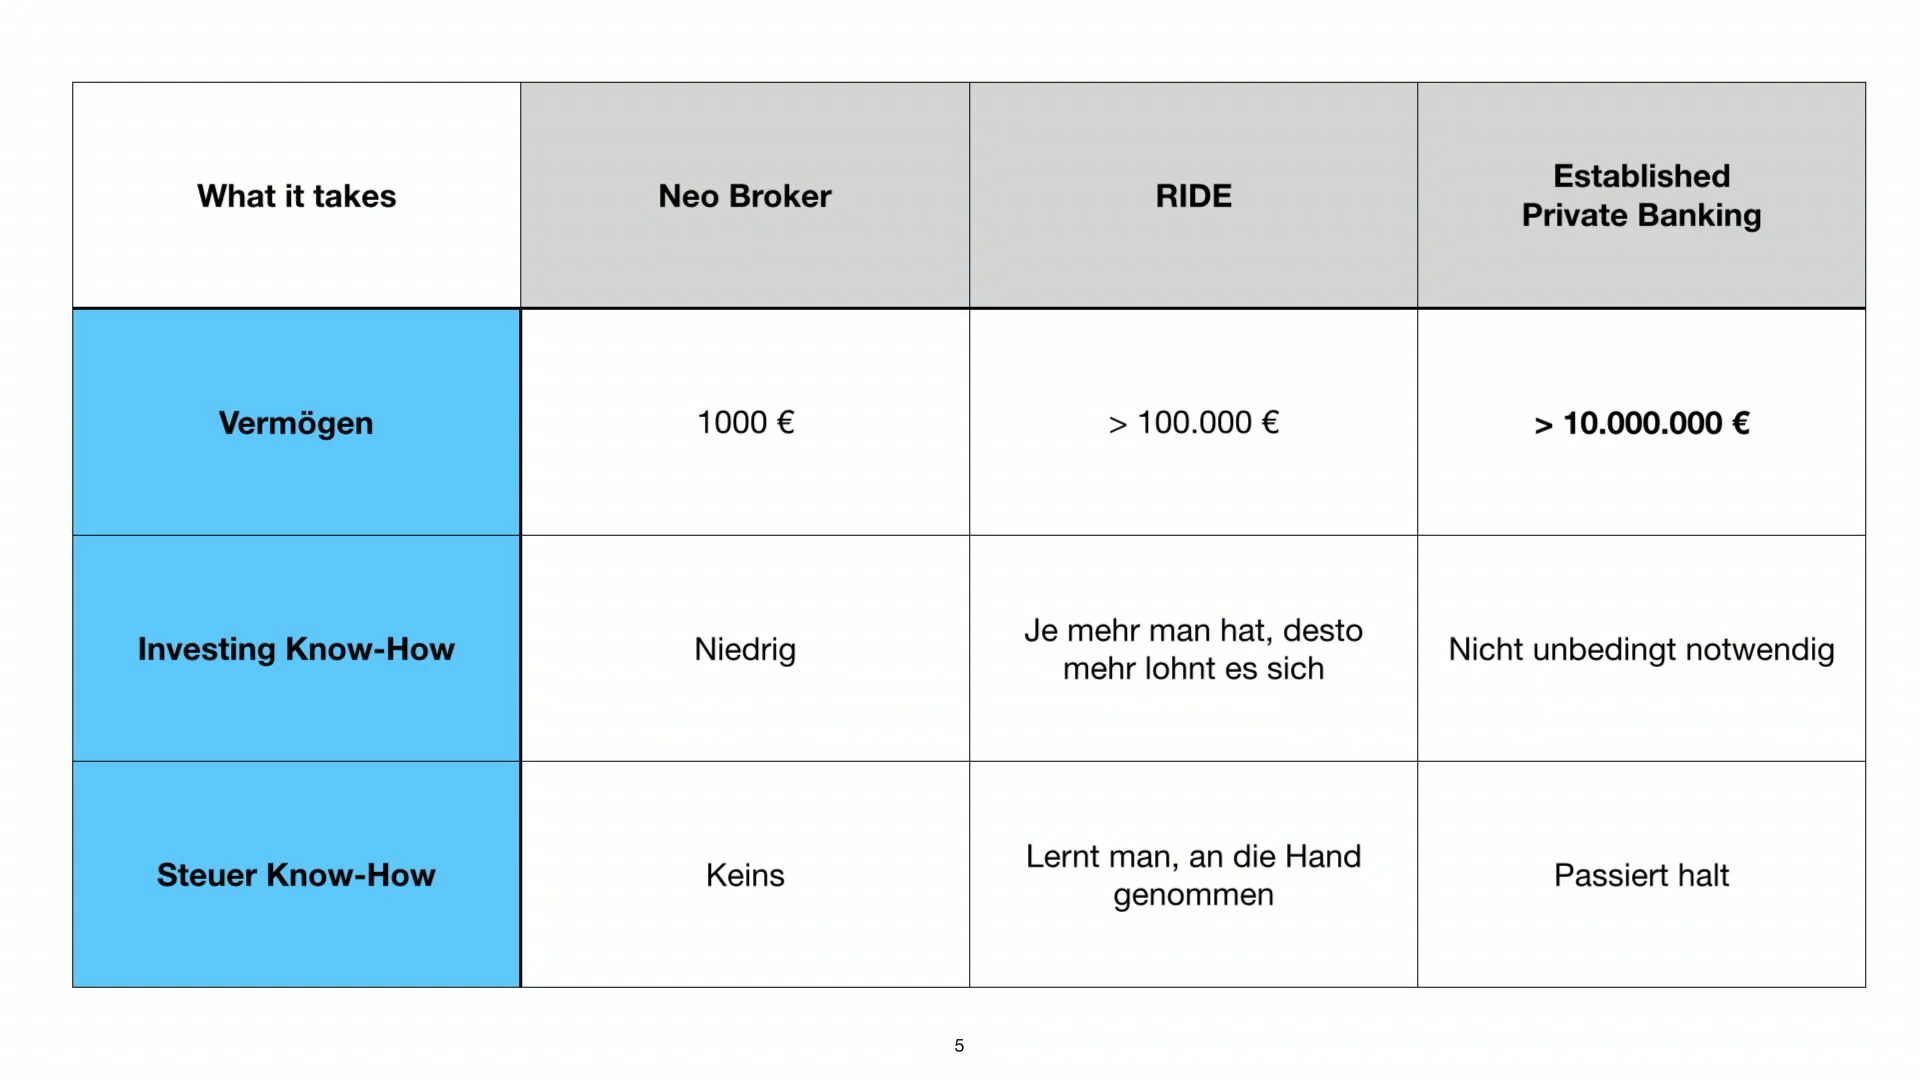 What it takes
Neo Broker
RIDE
Established
Private Banking
Vermögen
1000 €
> 100.000 €
> 10.000.000 €
Investing Know-How
Niedrig
Je mehr man hat, desto
mehr lohnt es sich
Nicht unbedingt notwendig
Steuer Know-How
Keins
Lernt man, an die Hand
genommen
Passiert halt
5